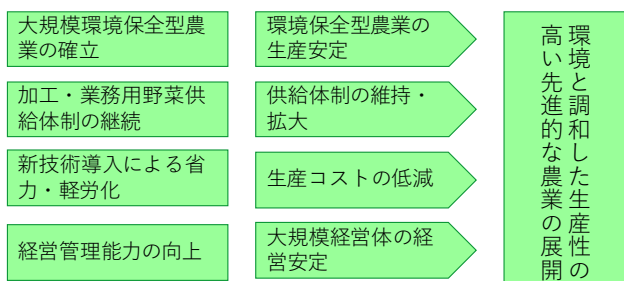 大規模環境保全型農
業の確立
環境保全型農業の
生産安定
加工・業務用野菜供
給体制の継続
供給体制の維持・
拡大
新技術導入による省
力・軽労化
生産コストの低減
経営管理能力の向上
大規模経営体の経
営安定
環境と調和した生産性の
高い先進的な農業の展開